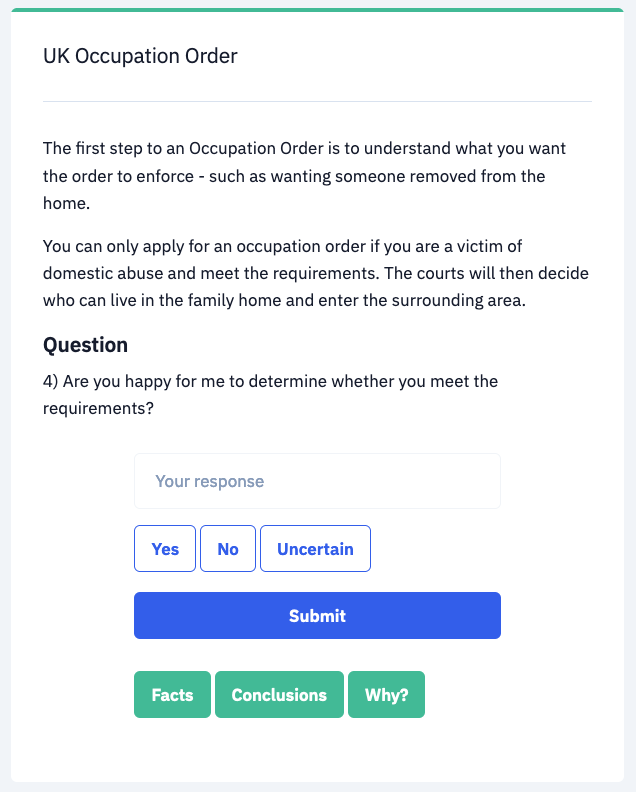 UK Occupation Order
The first step to an Occupation Order is to understand what you want
the order to enforce - such as wanting someone removed from the
home.
You can only apply for an occupation order if you are a victim of
domestic abuse and meet the requirements. The courts will then decide
who can live in the family home and enter the surrounding area.
Question
4) Are you happy for me to determine whether you meet the
requirements?
Your response
Yes No Uncertain
Submit
Facts Conclusions Why?